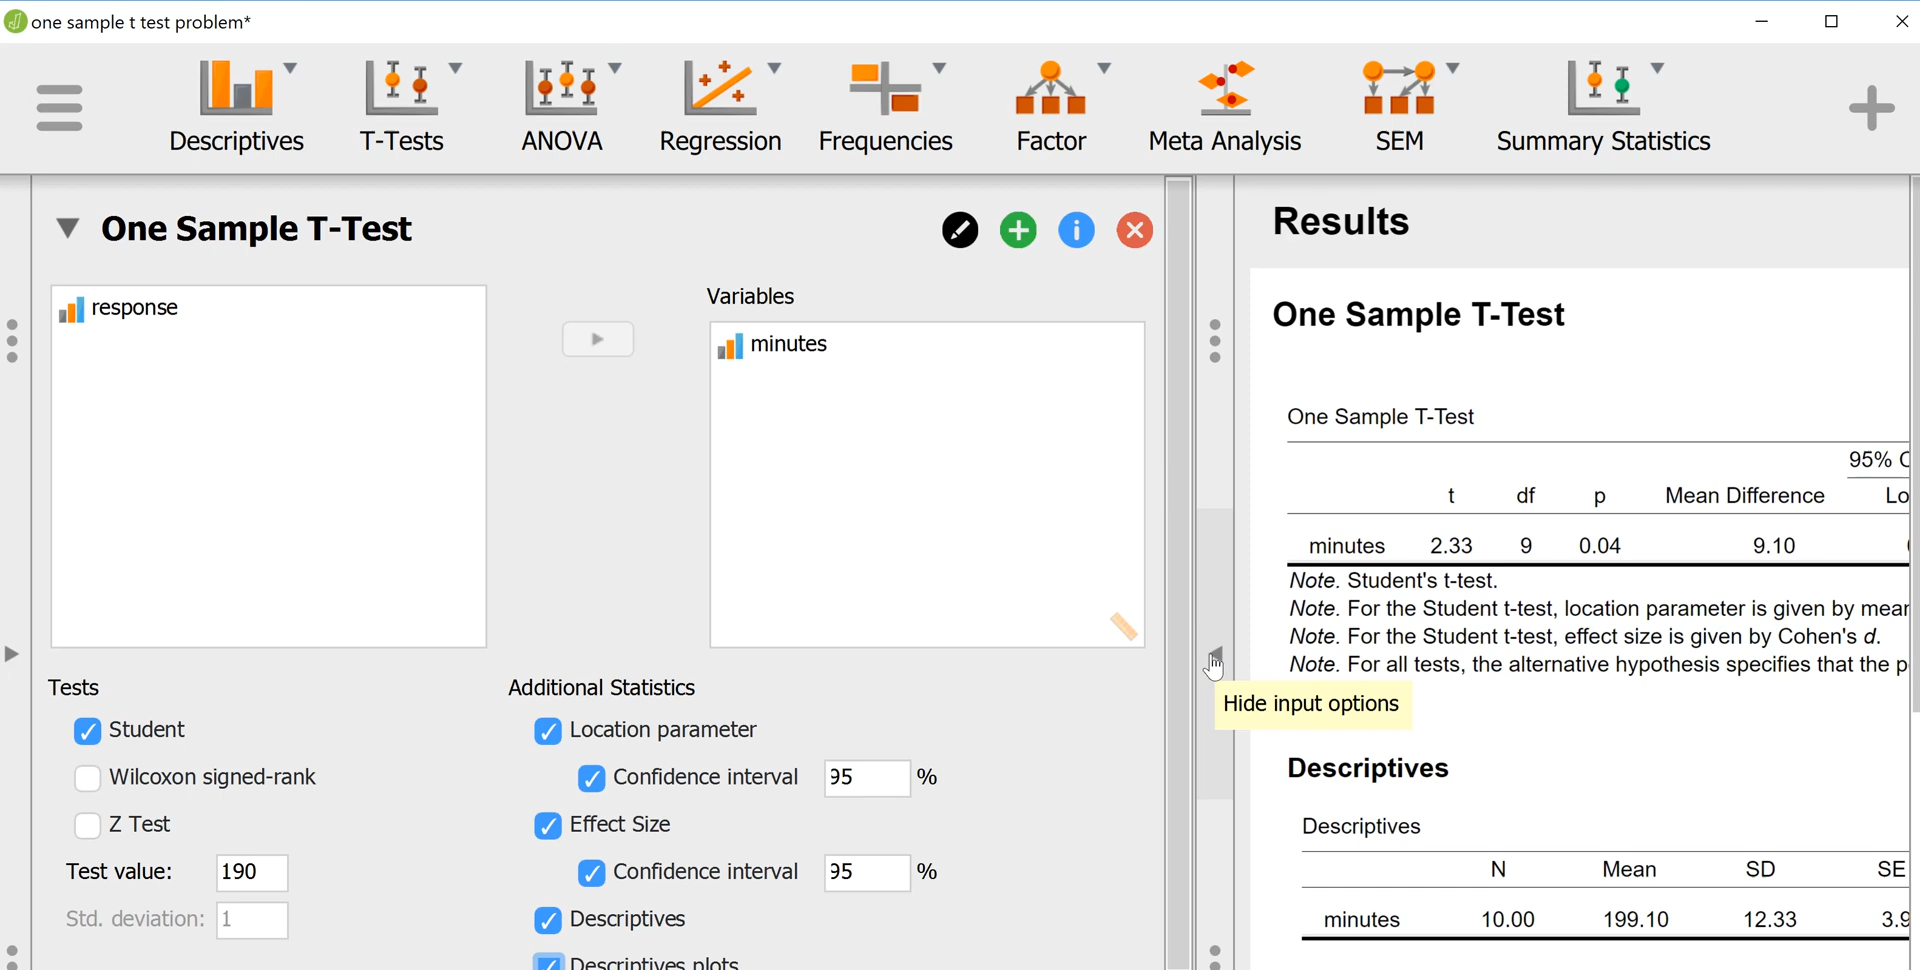 one sample t test problem*
Descriptives
T-Tests
ANOVA
Regression
Frequencies
Factor
Meta Analysis
SEM
Summary Statistics
One Sample T-Test
response
Variables
minutes
Tests
Student
Wilcoxon signed-rank
Z Test
Test value: 190
Std. deviation: 1
Additional Statistics
Location parameter
Confidence interval 95 %
Effect Size
Confidence interval 95 %
Descriptives
Descriptives plots
Results
One Sample T-Test
One Sample T-Test
95% C
t df p Mean Difference Lo
minutes 2.33 9 0.04 9.10
Note. Student's t-test.
Note. For the Student t-test, location parameter is given by mear
Note. For the Student t-test, effect size is given by Cohen's d.
Note. For all tests, the alternative hypothesis specifies that the p
Hide input options
Descriptives
Descriptives
N Mean SD SE
minutes 10.00 199.10 12.33 3.9